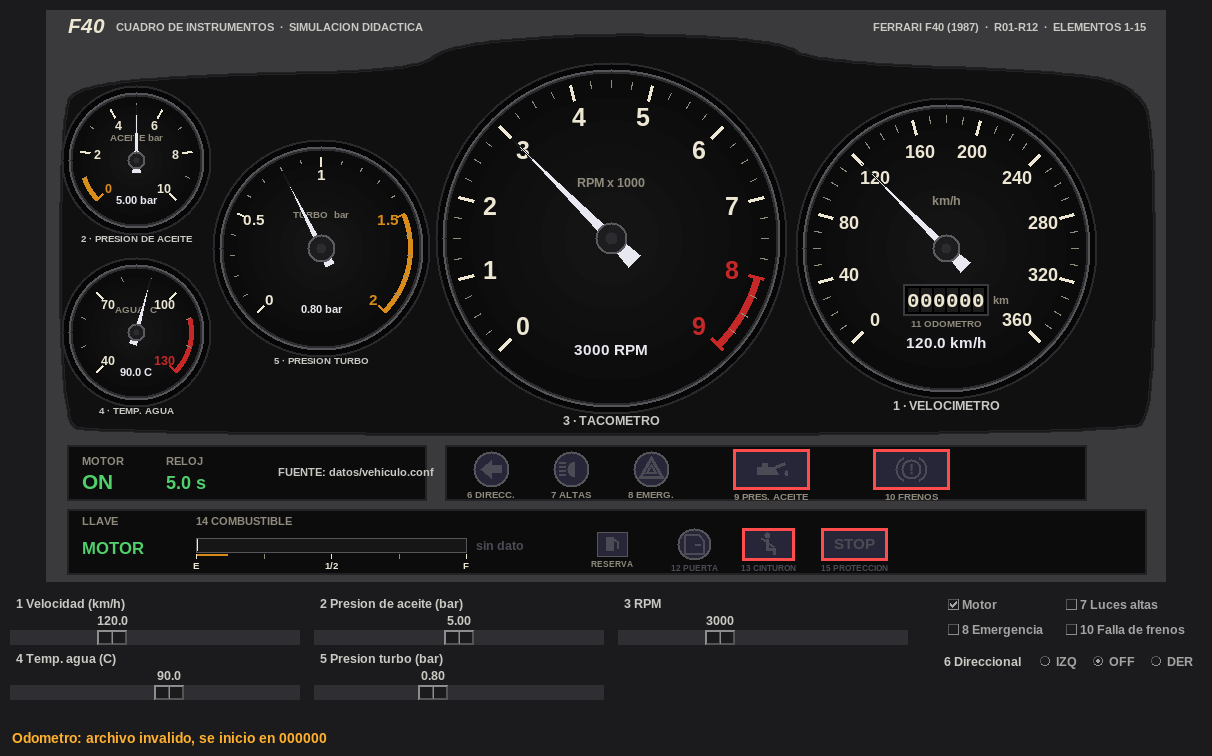 F40 CUADRO DE INSTRUMENTOS · SIMULACION DIDACTICA
FERRARI F40 (1987) · R01-R12 · ELEMENTOS 1-15
0 2 4 6 8 10
ACEITE bar
5.00 bar
2 · PRESION DE ACEITE
40 70 100 130
AGUA C
90.0 C
4 · TEMP. AGUA
0 0.5 1 1.5 2
TURBO bar
0.80 bar
5 · PRESION TURBO
0 1 2 3 4 5 6 7 8 9
RPM x 1000
3000 RPM
3 · TACOMETRO
0 40 80 120 160 200 240 280 320 360
km/h
000000 km
11 ODOMETRO
120.0 km/h
1 · VELOCIMETRO
MOTOR
ON
RELOJ
5.0 s
FUENTE: datos/vehiculo.conf
6 DIRECC.
7 ALTAS
8 EMERG.
9 PRES. ACEITE
10 FRENOS
LLAVE
MOTOR
14 COMBUSTIBLE
sin dato
E 1/2 F
RESERVA
12 PUERTA
13 CINTURON
STOP
15 PROTECCION
1 Velocidad (km/h)
120.0
2 Presion de aceite (bar)
5.00
3 RPM
3000
4 Temp. agua (C)
90.0
5 Presion turbo (bar)
0.80
Motor
7 Luces altas
8 Emergencia
10 Falla de frenos
6 Direccional IZQ OFF DER
Odometro: archivo invalido, se inicio en 000000